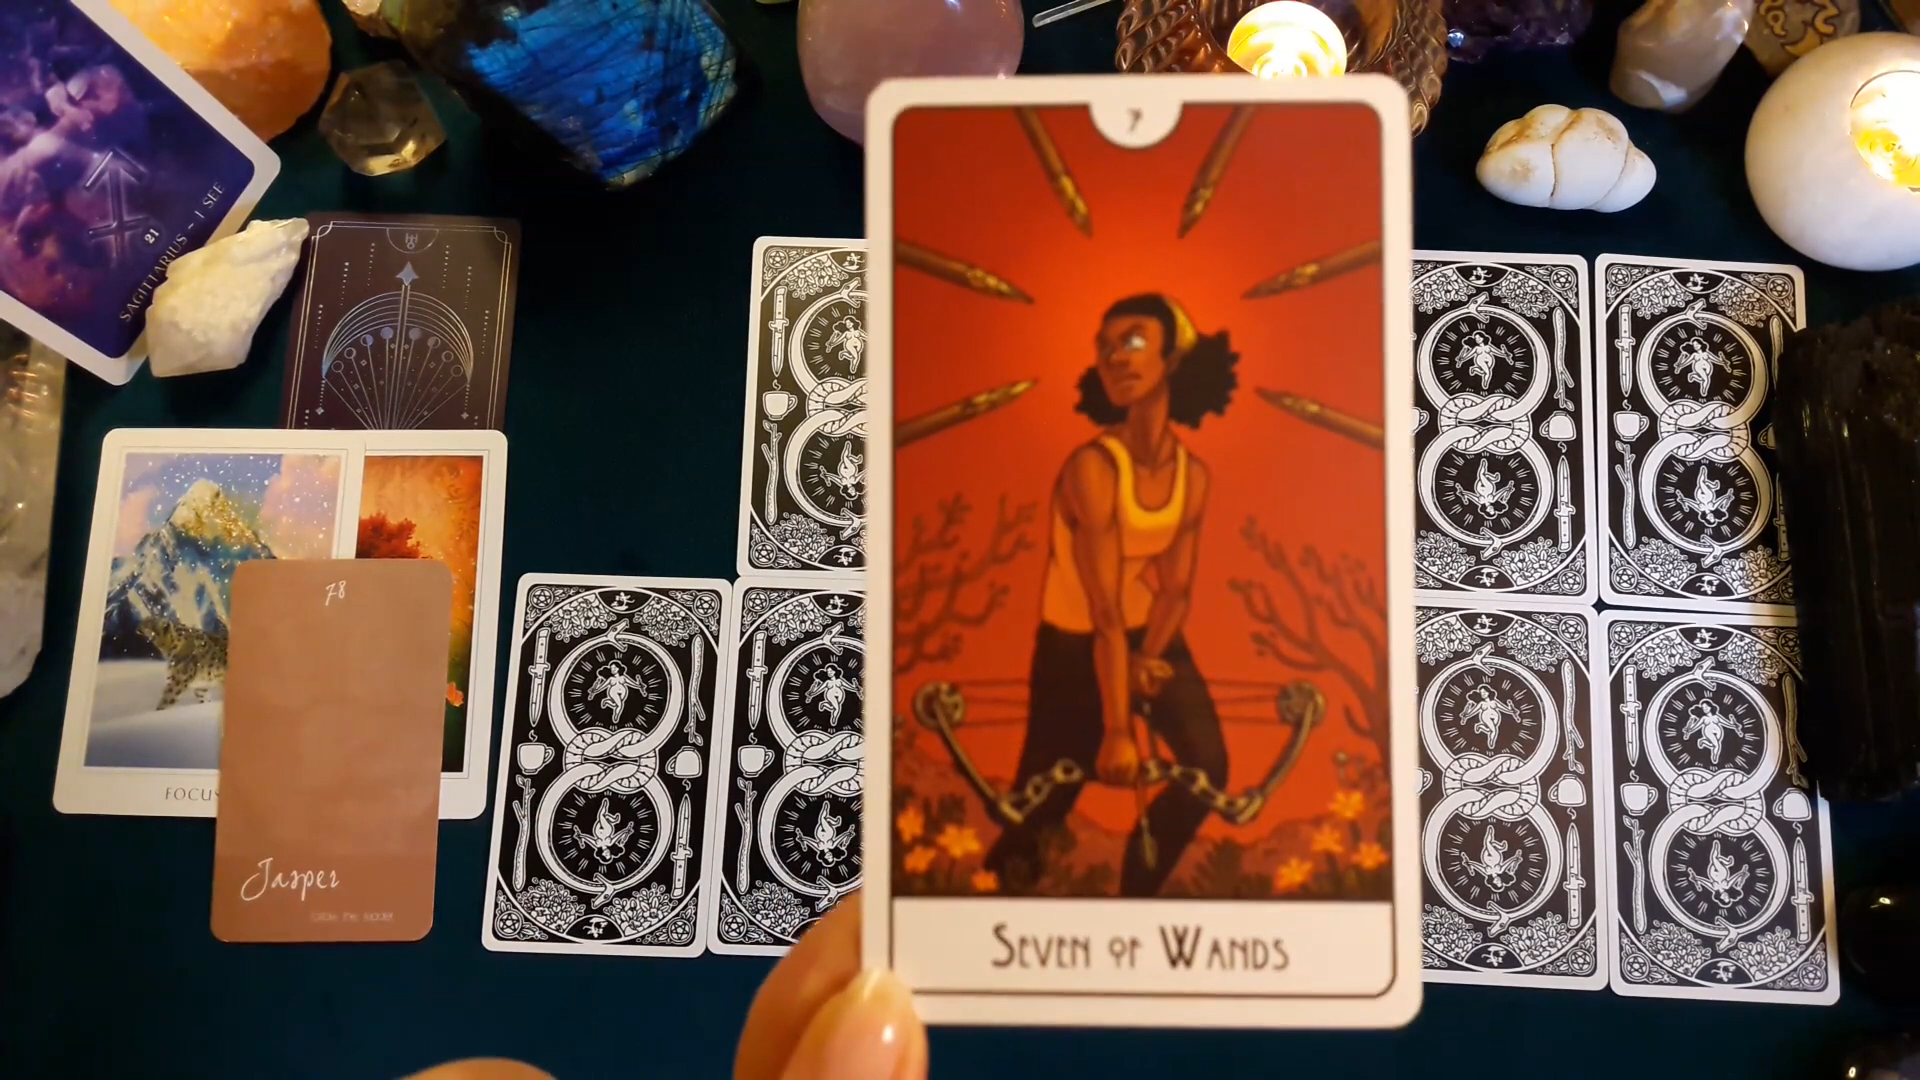 21
SAGITTARIUS ~ I SEE
7
78
FOCUS
Jasper
SEVEN OF WANDS